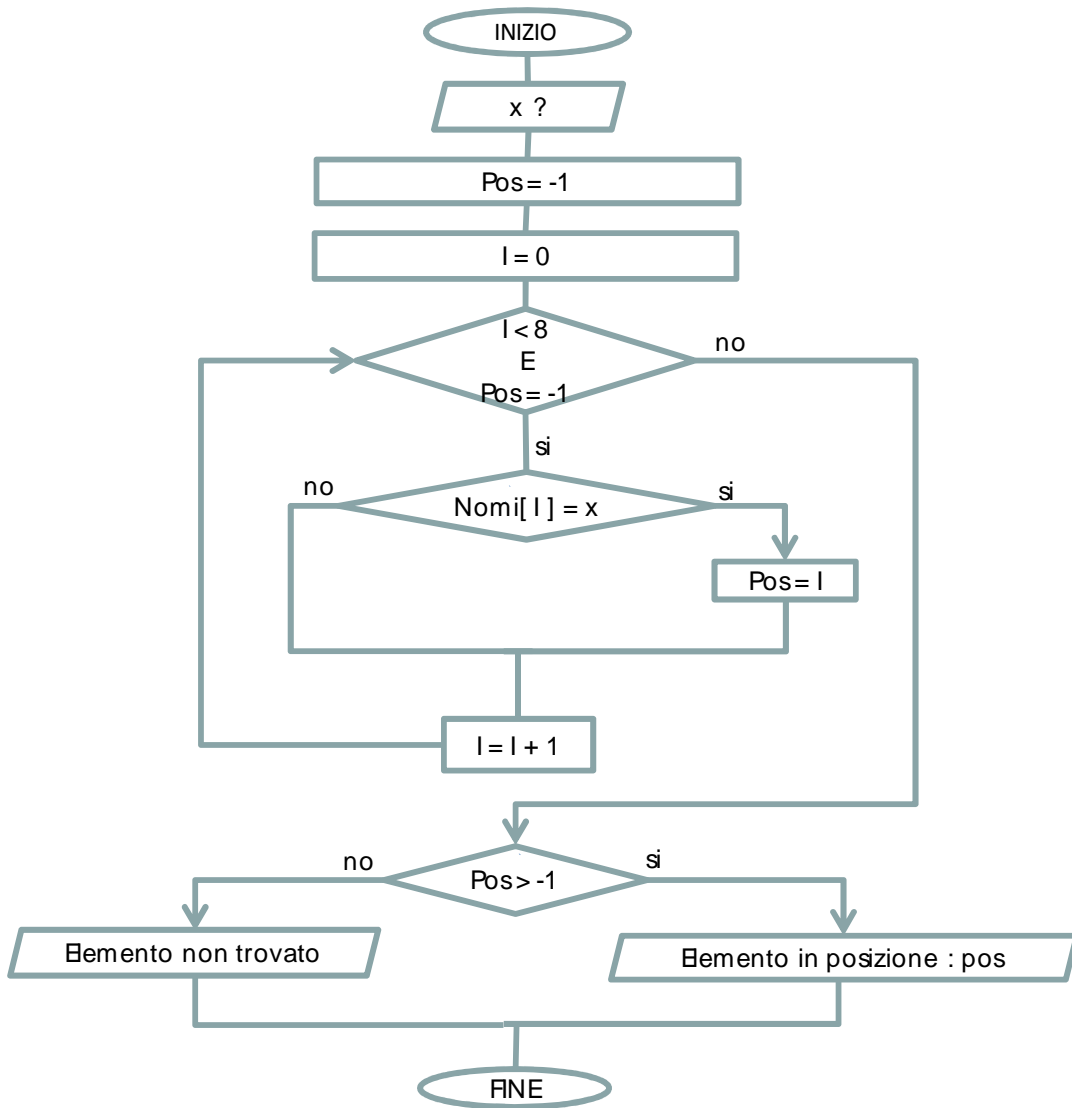 INIZIO
x ?
Pos = -1
I = 0
I < 8
E
Pos = -1
no
si
no
Nomi[ I ] = x
si
Pos = I
I = I + 1
no
Pos > -1
si
Elemento non trovato
Elemento in posizione : pos
FINE